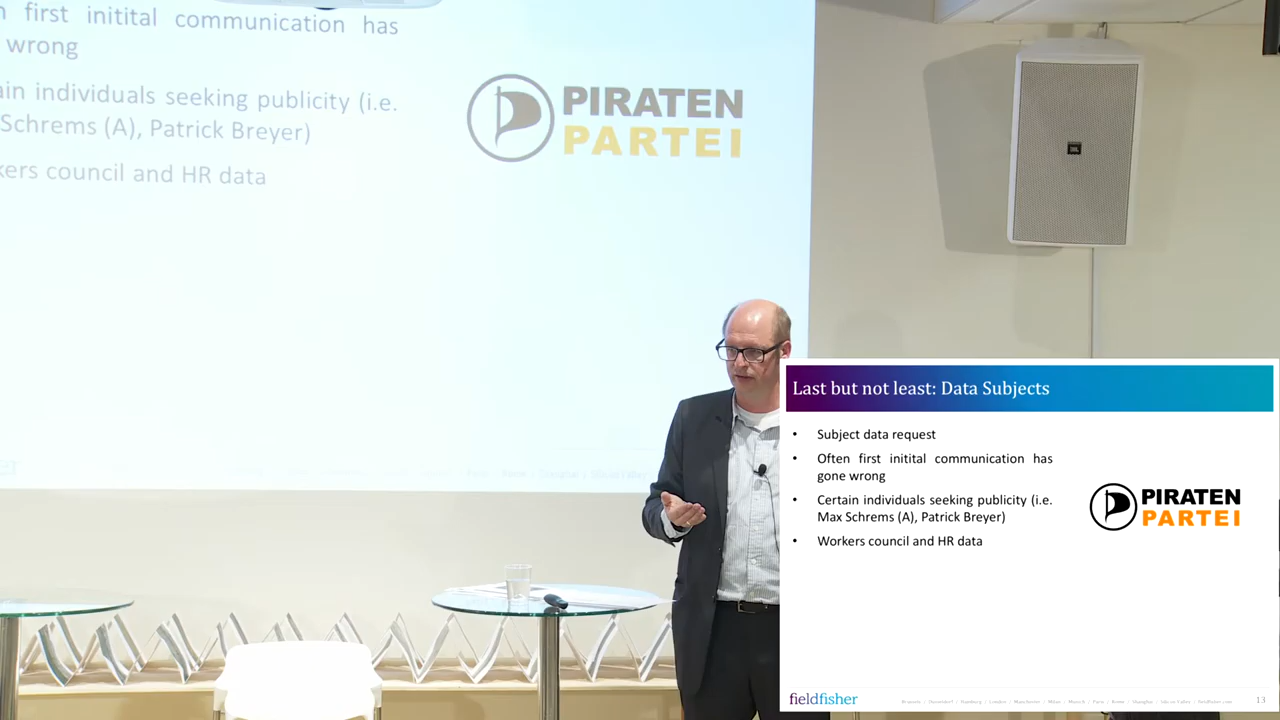 n first initital communication has
wrong
ain individuals seeking publicity (i.e.
Schrems (A), Patrick Breyer)
kers council and HR data
PIRATEN
PARTEI
JBL
Last but not least: Data Subjects
• Subject data request
• Often first initital communication has
gone wrong
• Certain individuals seeking publicity (i.e.
Max Schrems (A), Patrick Breyer)
• Workers council and HR data
PIRATEN
PARTEI
fieldfisher
13